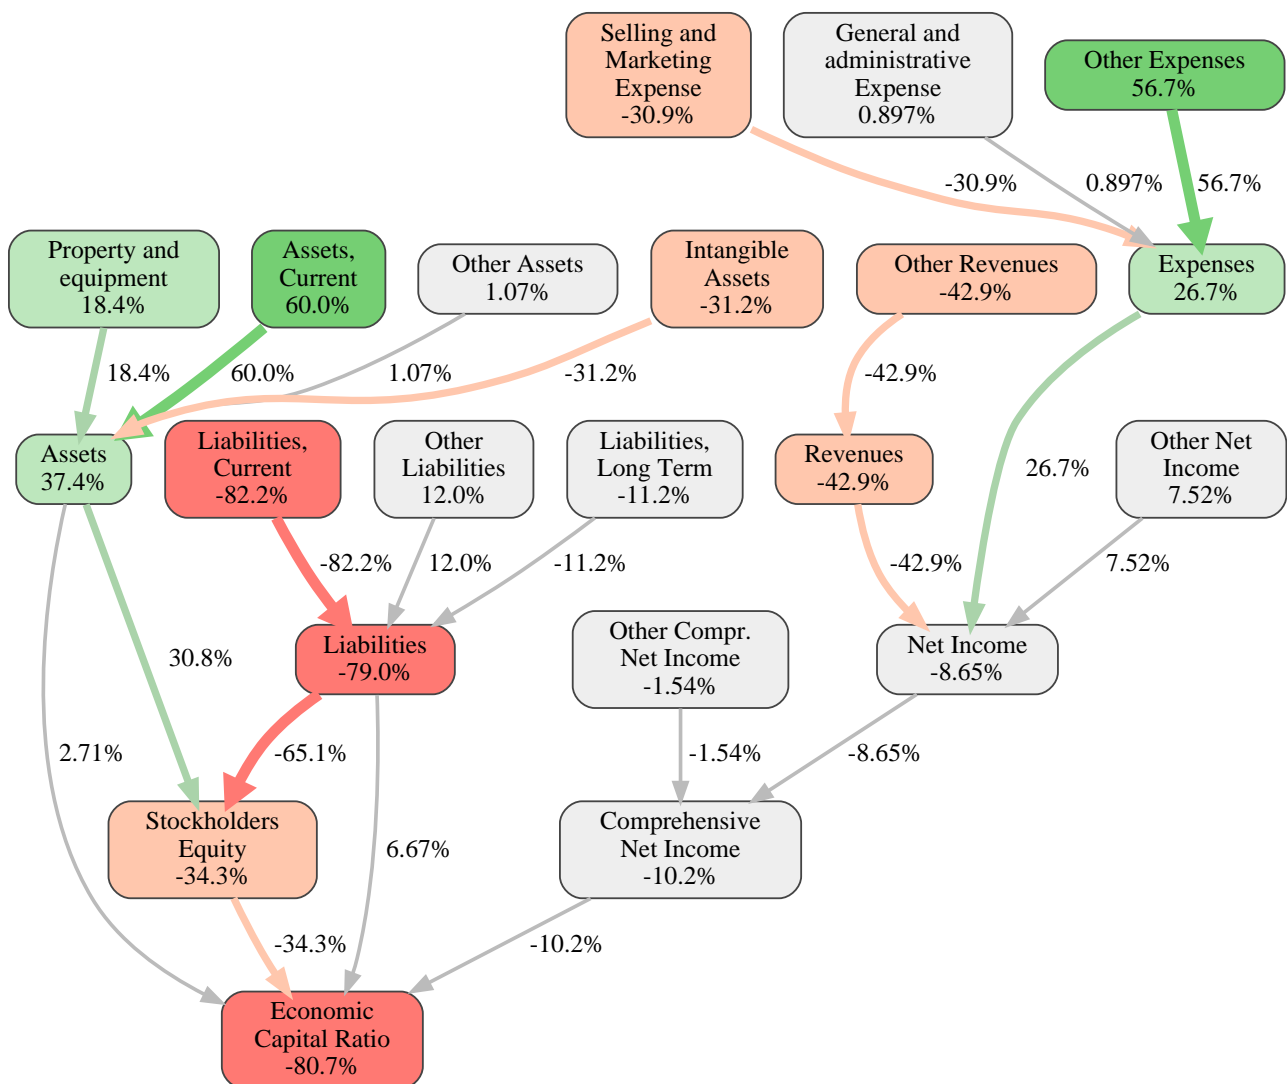 Selling and
Marketing
Expense
-30.9%
General and
administrative
Expense
0.897%
Other Expenses
56.7%
-30.9%
0.897%
56.7%
Property and
equipment
18.4%
Assets,
Current
60.0%
Other Assets
1.07%
Intangible
Assets
-31.2%
Other Revenues
-42.9%
Expenses
26.7%
18.4%
60.0%
1.07%
-31.2%
-42.9%
26.7%
Assets
37.4%
Liabilities,
Current
-82.2%
Other
Liabilities
12.0%
Liabilities,
Long Term
-11.2%
Revenues
-42.9%
Other Net
Income
7.52%
-82.2%
12.0%
-11.2%
-42.9%
7.52%
30.8%
Liabilities
-79.0%
Other Compr.
Net Income
-1.54%
Net Income
-8.65%
2.71%
-65.1%
-1.54%
-8.65%
Stockholders
Equity
-34.3%
6.67%
Comprehensive
Net Income
-10.2%
-34.3%
-10.2%
Economic
Capital Ratio
-80.7%